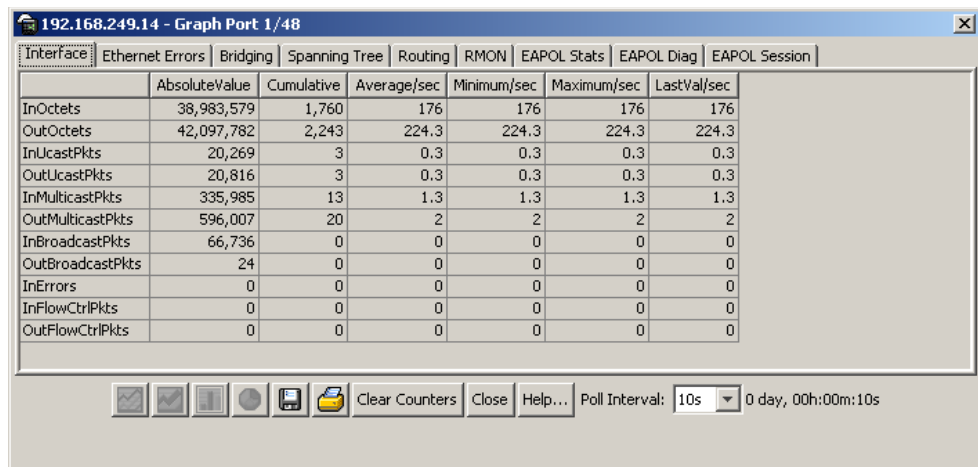 192.168.249.14 - Graph Port 1/48
Interface Ethernet Errors Bridging Spanning Tree Routing RMON EAPOL Stats EAPOL Diag EAPOL Session
AbsoluteValue Cumulative Average/sec Minimum/sec Maximum/sec LastVal/sec
InOctets 38,983,579 1,760 176 176 176 176
OutOctets 42,097,782 2,243 224.3 224.3 224.3 224.3
InUcastPkts 20,269 3 0.3 0.3 0.3 0.3
OutUcastPkts 20,816 3 0.3 0.3 0.3 0.3
InMulticastPkts 335,985 13 1.3 1.3 1.3 1.3
OutMulticastPkts 596,007 20 2 2 2 2
InBroadcastPkts 66,736 0 0 0 0 0
OutBroadcastPkts 24 0 0 0 0 0
InErrors 0 0 0 0 0 0
InFlowCtrlPkts 0 0 0 0 0 0
OutFlowCtrlPkts 0 0 0 0 0 0
Clear Counters Close Help... Poll Interval: 10s 0 day, 00h:00m:10s